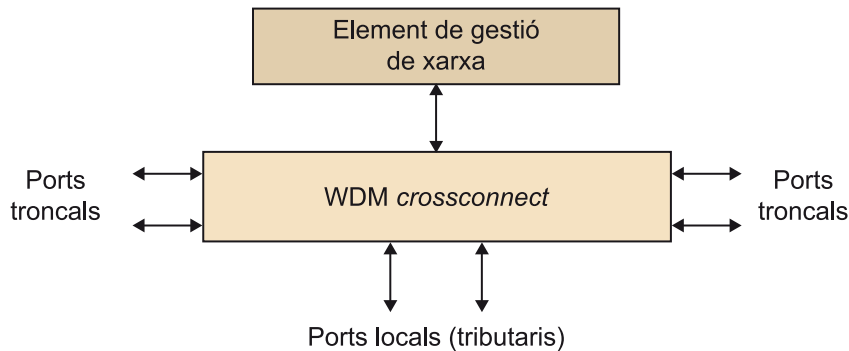 Element de gestió
de xarxa
Ports
troncals
WDM crossconnect
Ports
troncals
Ports locals (tributaris)